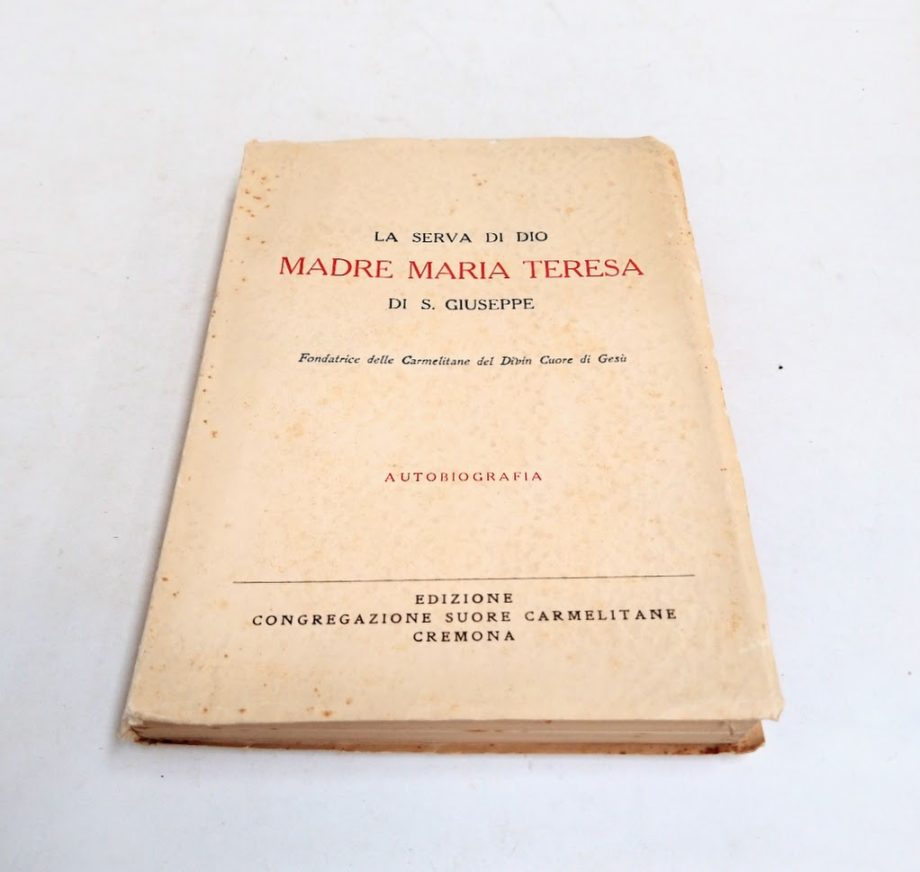 LA SERVA DI DIO
MADRE MARIA TERESA
DI S. GIUSEPPE
Fondatrice delle Carmelitane del Divin Cuore di Gesù
AUTOBIOGRAFIA
EDIZIONE
CONGREGAZIONE SUORE CARMELITANE
CREMONA